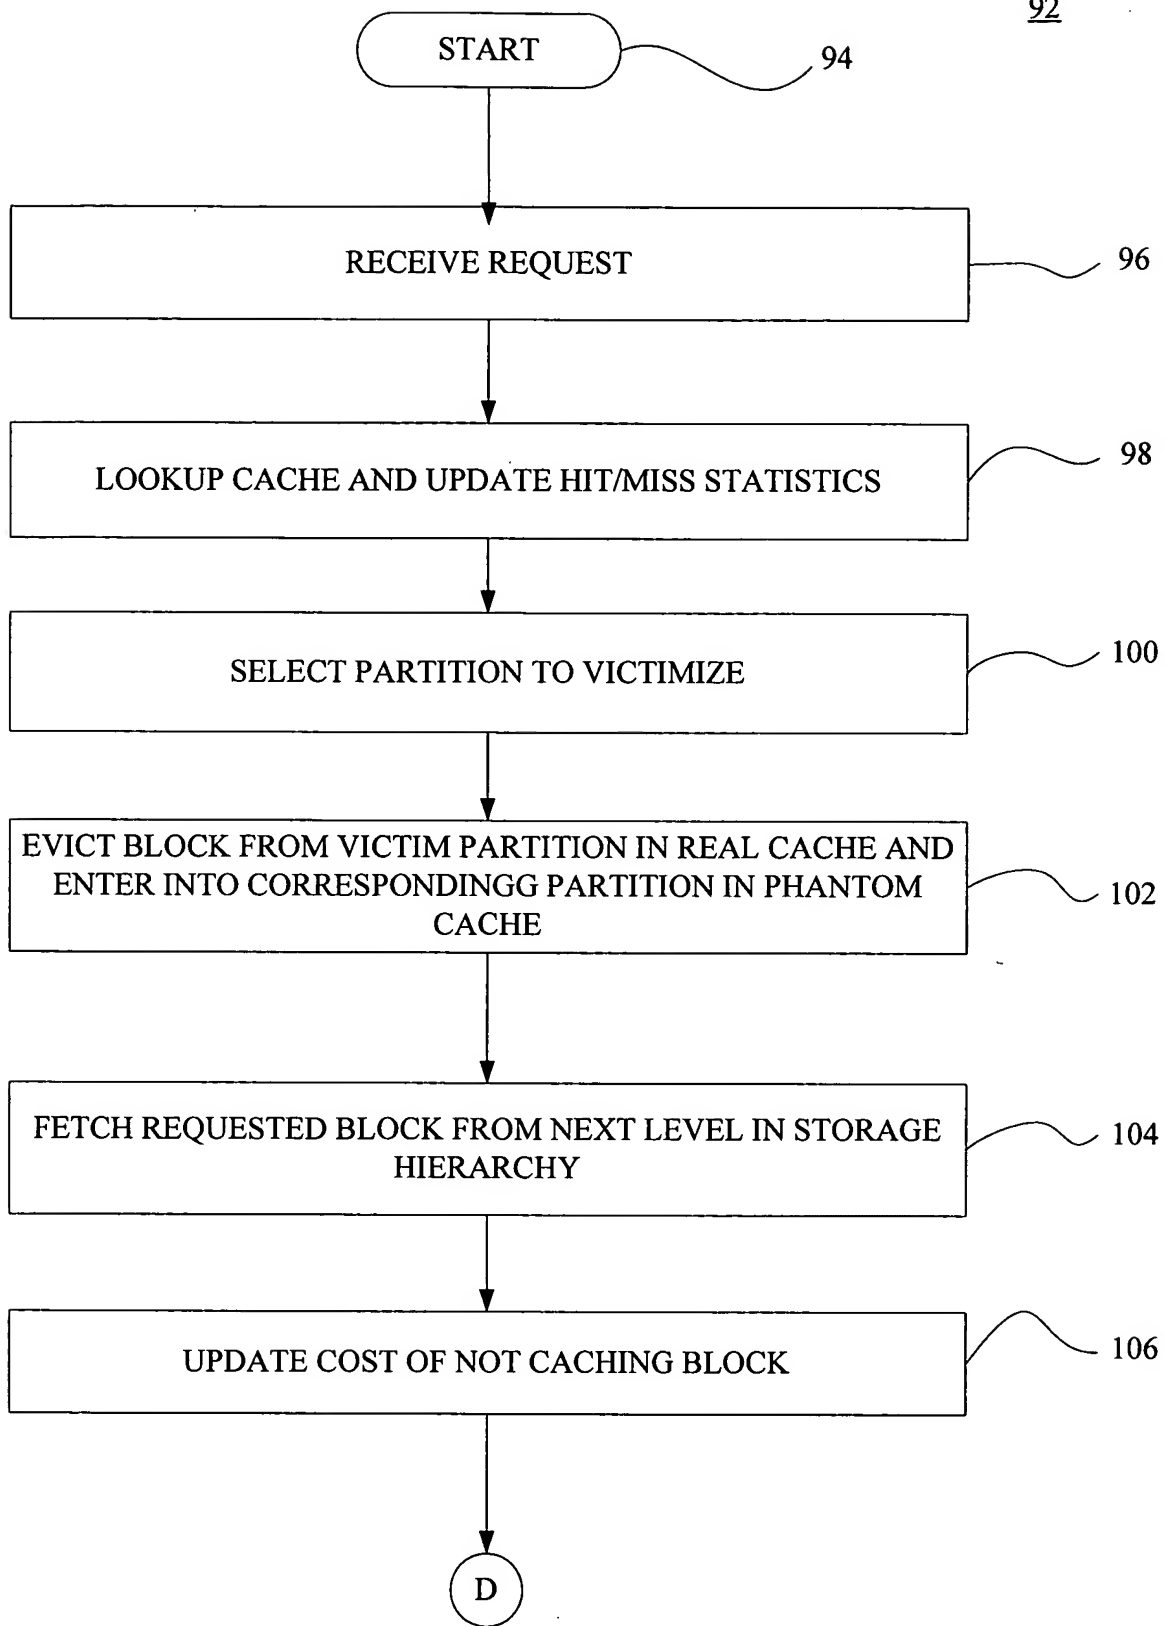 92
START
94
RECEIVE REQUEST
96
LOOKUP CACHE AND UPDATE HIT/MISS STATISTICS
98
SELECT PARTITION TO VICTIMIZE
100
EVICT BLOCK FROM VICTIM PARTITION IN REAL CACHE AND
ENTER INTO CORRESPONDINGG PARTITION IN PHANTOM
CACHE
102
FETCH REQUESTED BLOCK FROM NEXT LEVEL IN STORAGE
HIERARCHY
104
UPDATE COST OF NOT CACHING BLOCK
106
D